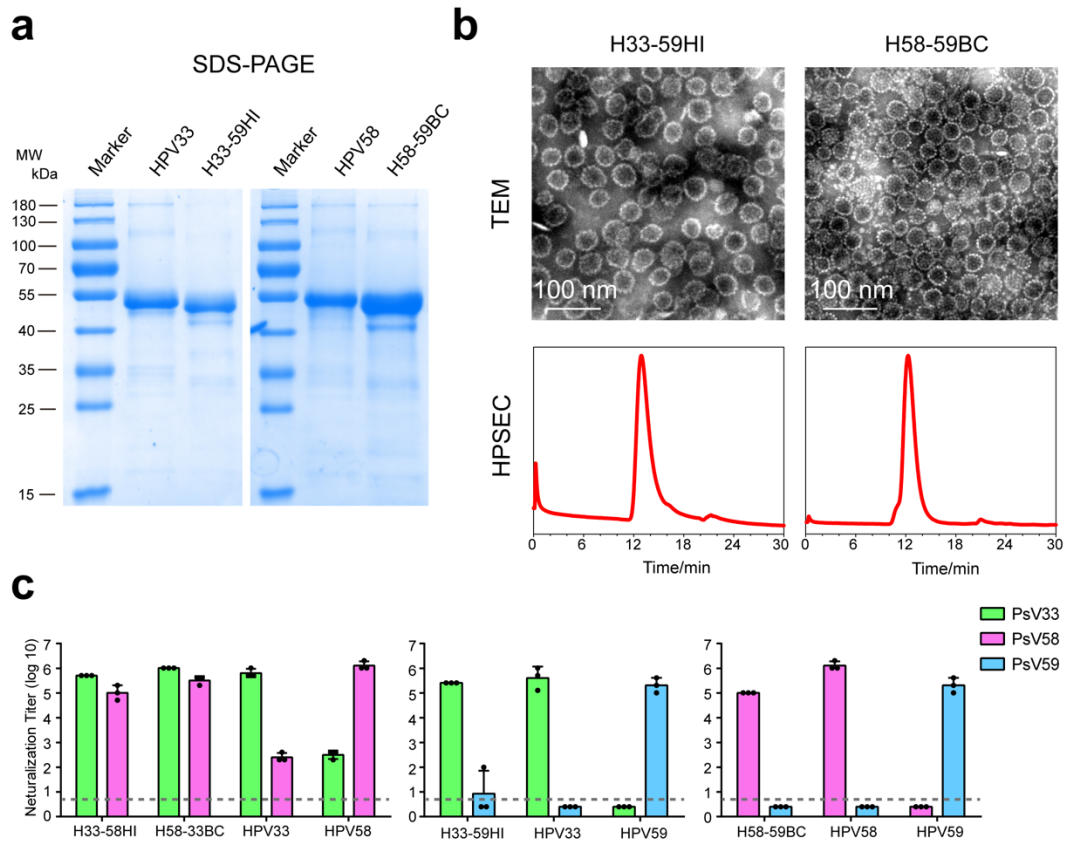 a
SDS-PAGE
MW
kDa
Marker
HPV33
H33-59HI
Marker
HPV58
H58-59BC
180
130
100
70
55
40
35
25
15
b
H33-59HI
H58-59BC
TEM
100 nm
100 nm
HPSEC
0 6 12 18 24 30
Time/min
0 6 12 18 24 30
Time/min
c
PsV33
PsV58
PsV59
Neturalization Titer (log 10)
7
6
5
4
3
2
1
0
H33-58HI H58-33BC HPV33 HPV58
7
6
5
4
3
2
1
0
H33-59HI HPV33 HPV59
7
6
5
4
3
2
1
0
H58-59BC HPV58 HPV59